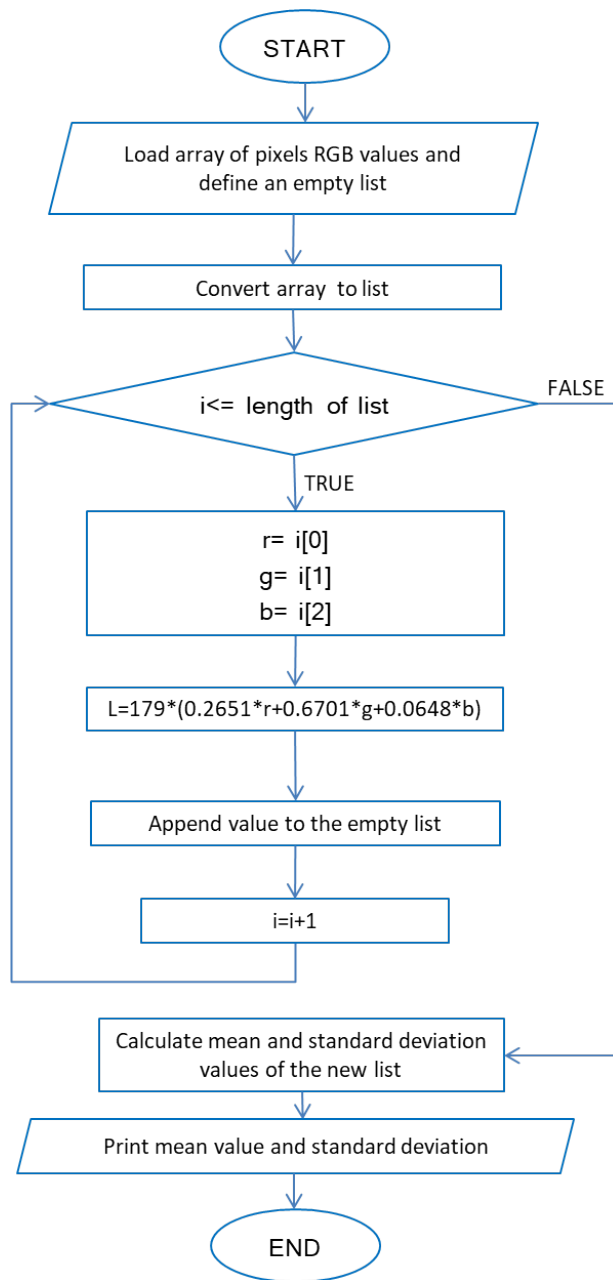 START
Load array of pixels RGB values and
define an empty list
Convert array to list
i<= length of list
FALSE
TRUE
r= i[0]
g= i[1]
b= i[2]
L=179*(0.2651*r+0.6701*g+0.0648*b)
Append value to the empty list
i=i+1
Calculate mean and standard deviation
values of the new list
Print mean value and standard deviation
END